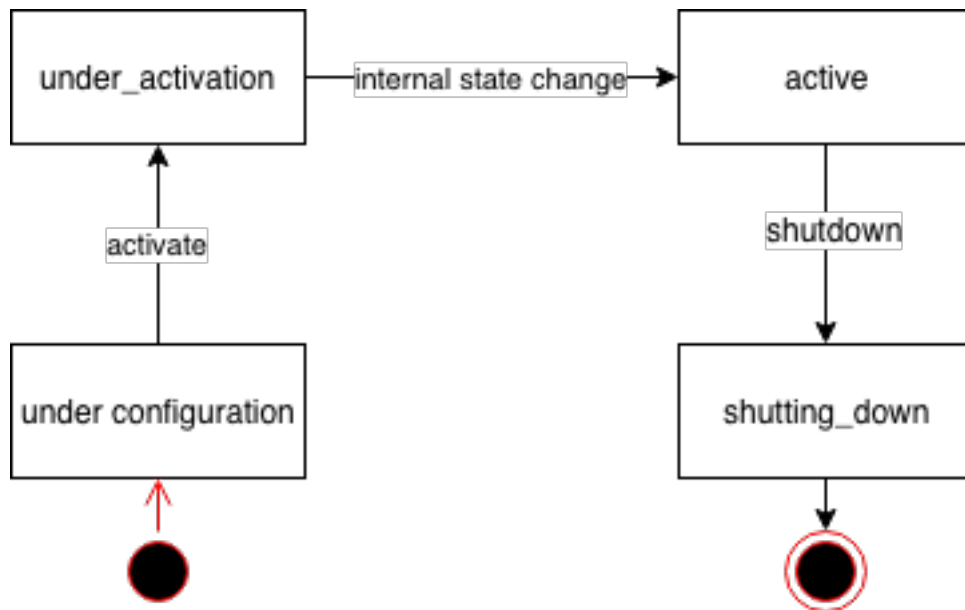 under_activation
internal state change
active
activate
shutdown
under configuration
shutting_down